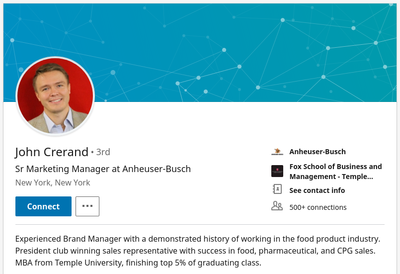 John Crerand • 3rd
Sr Marketing Manager at Anheuser-Busch
New York, New York
Connect
•••
Anheuser-Busch
Fox School of Business and
Management - Temple...
See contact info
500+ connections
Experienced Brand Manager with a demonstrated history of working in the food product industry.
President club winning sales representative with success in food, pharmaceutical, and CPG sales.
MBA from Temple University, finishing top 5% of graduating class.